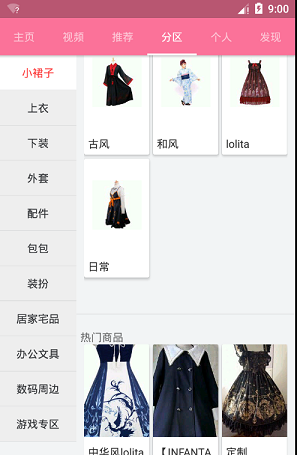 9:00
主页 视频 推荐 分区 个人 发现
小裙子
上衣
下装
外套
配件
包包
装扮
居家宅品
办公文具
数码周边
游戏专区
古风 和风 lolita
日常
热门商品
中华风lolita 【INFANTA 定制